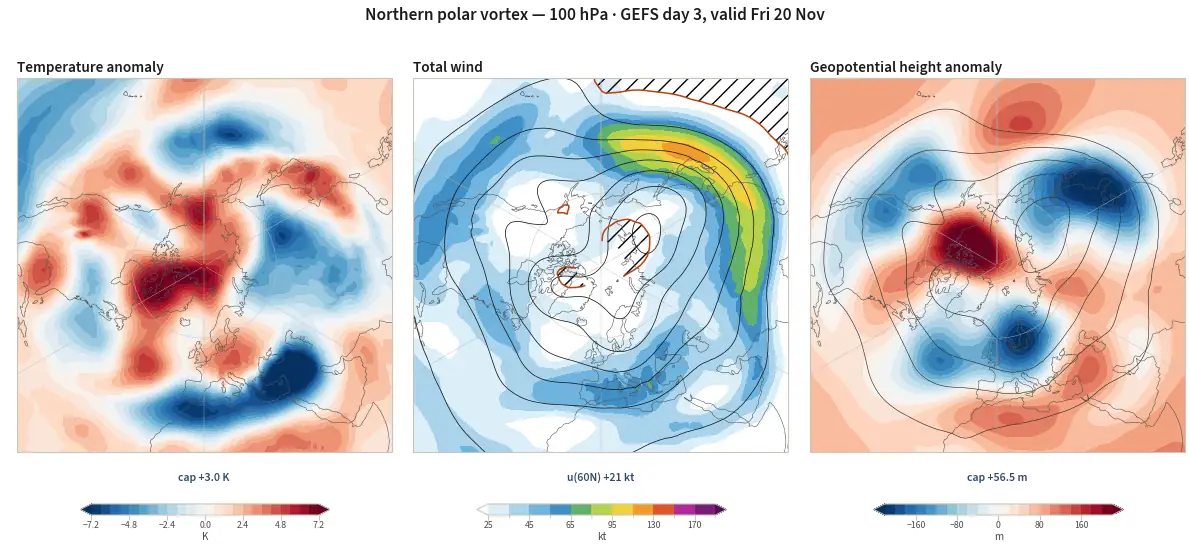 Northern polar vortex — 100 hPa · GEFS day 3, valid Fri 20 Nov
Temperature anomaly
Total wind
Geopotential height anomaly
cap +3.0 K
u(60N) +21 kt
cap +56.5 m
−7.2 −4.8 −2.4 0.0 2.4 4.8 7.2
K
25 45 65 95 130 170
kt
−160 −80 0 80 160
m